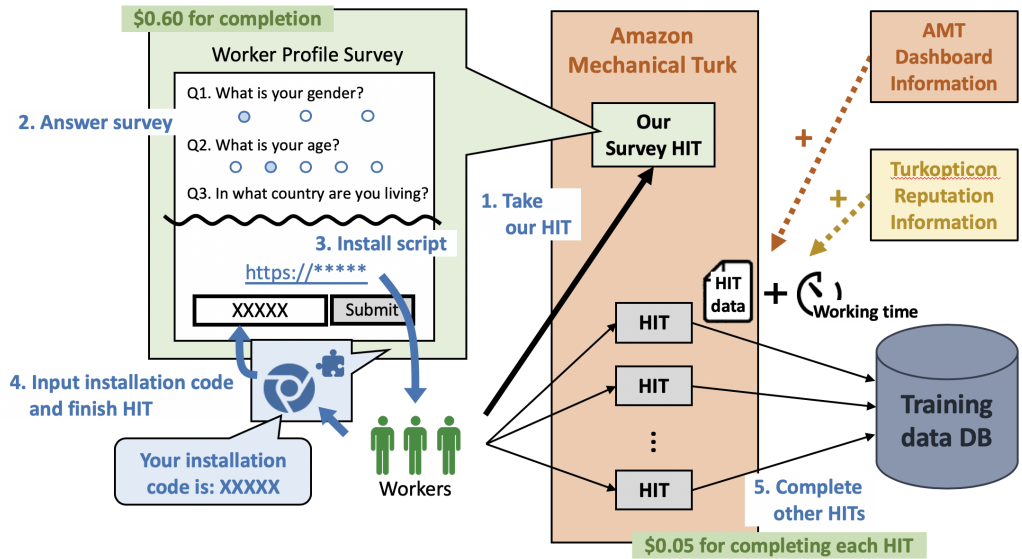 $0.60 for completion
Worker Profile Survey
Q1. What is your gender?
2. Answer survey
Q2. What is your age?
Q3. In what country are you living?
3. Install script
https://*****
XXXXX
Submit
4. Input installation code
and finish HIT
Your installation
code is: XXXXX
Workers
1. Take
our HIT
Amazon
Mechanical Turk
Our
Survey HIT
HIT
HIT
HIT
HIT
data
Working time
AMT
Dashboard
Information
Turkopticon
Reputation
Information
Training
data DB
5. Complete
other HITs
$0.05 for completing each HIT